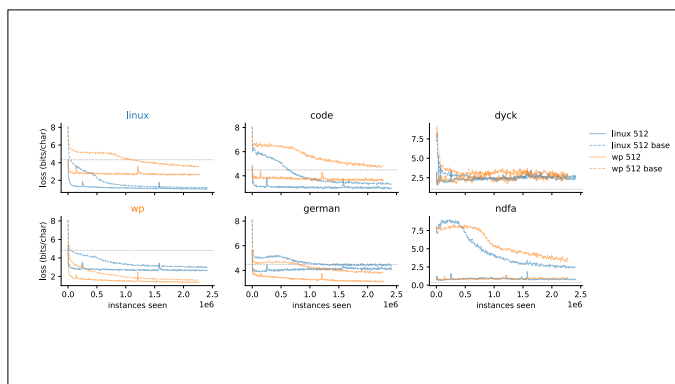 linux
code
dyck
loss (bits/char)
8
6
4
2
8
6
4
7.5
5.0
2.5
linux 512
linux 512 base
wp 512
wp 512 base
wp
german
ndfa
loss (bits/char)
8
6
4
2
8
6
4
7.5
5.0
2.5
0.0
0.0 0.5 1.0 1.5 2.0 2.5
1e6
instances seen
0.0 0.5 1.0 1.5 2.0 2.5
1e6
instances seen
0.0 0.5 1.0 1.5 2.0 2.5
1e6
instances seen